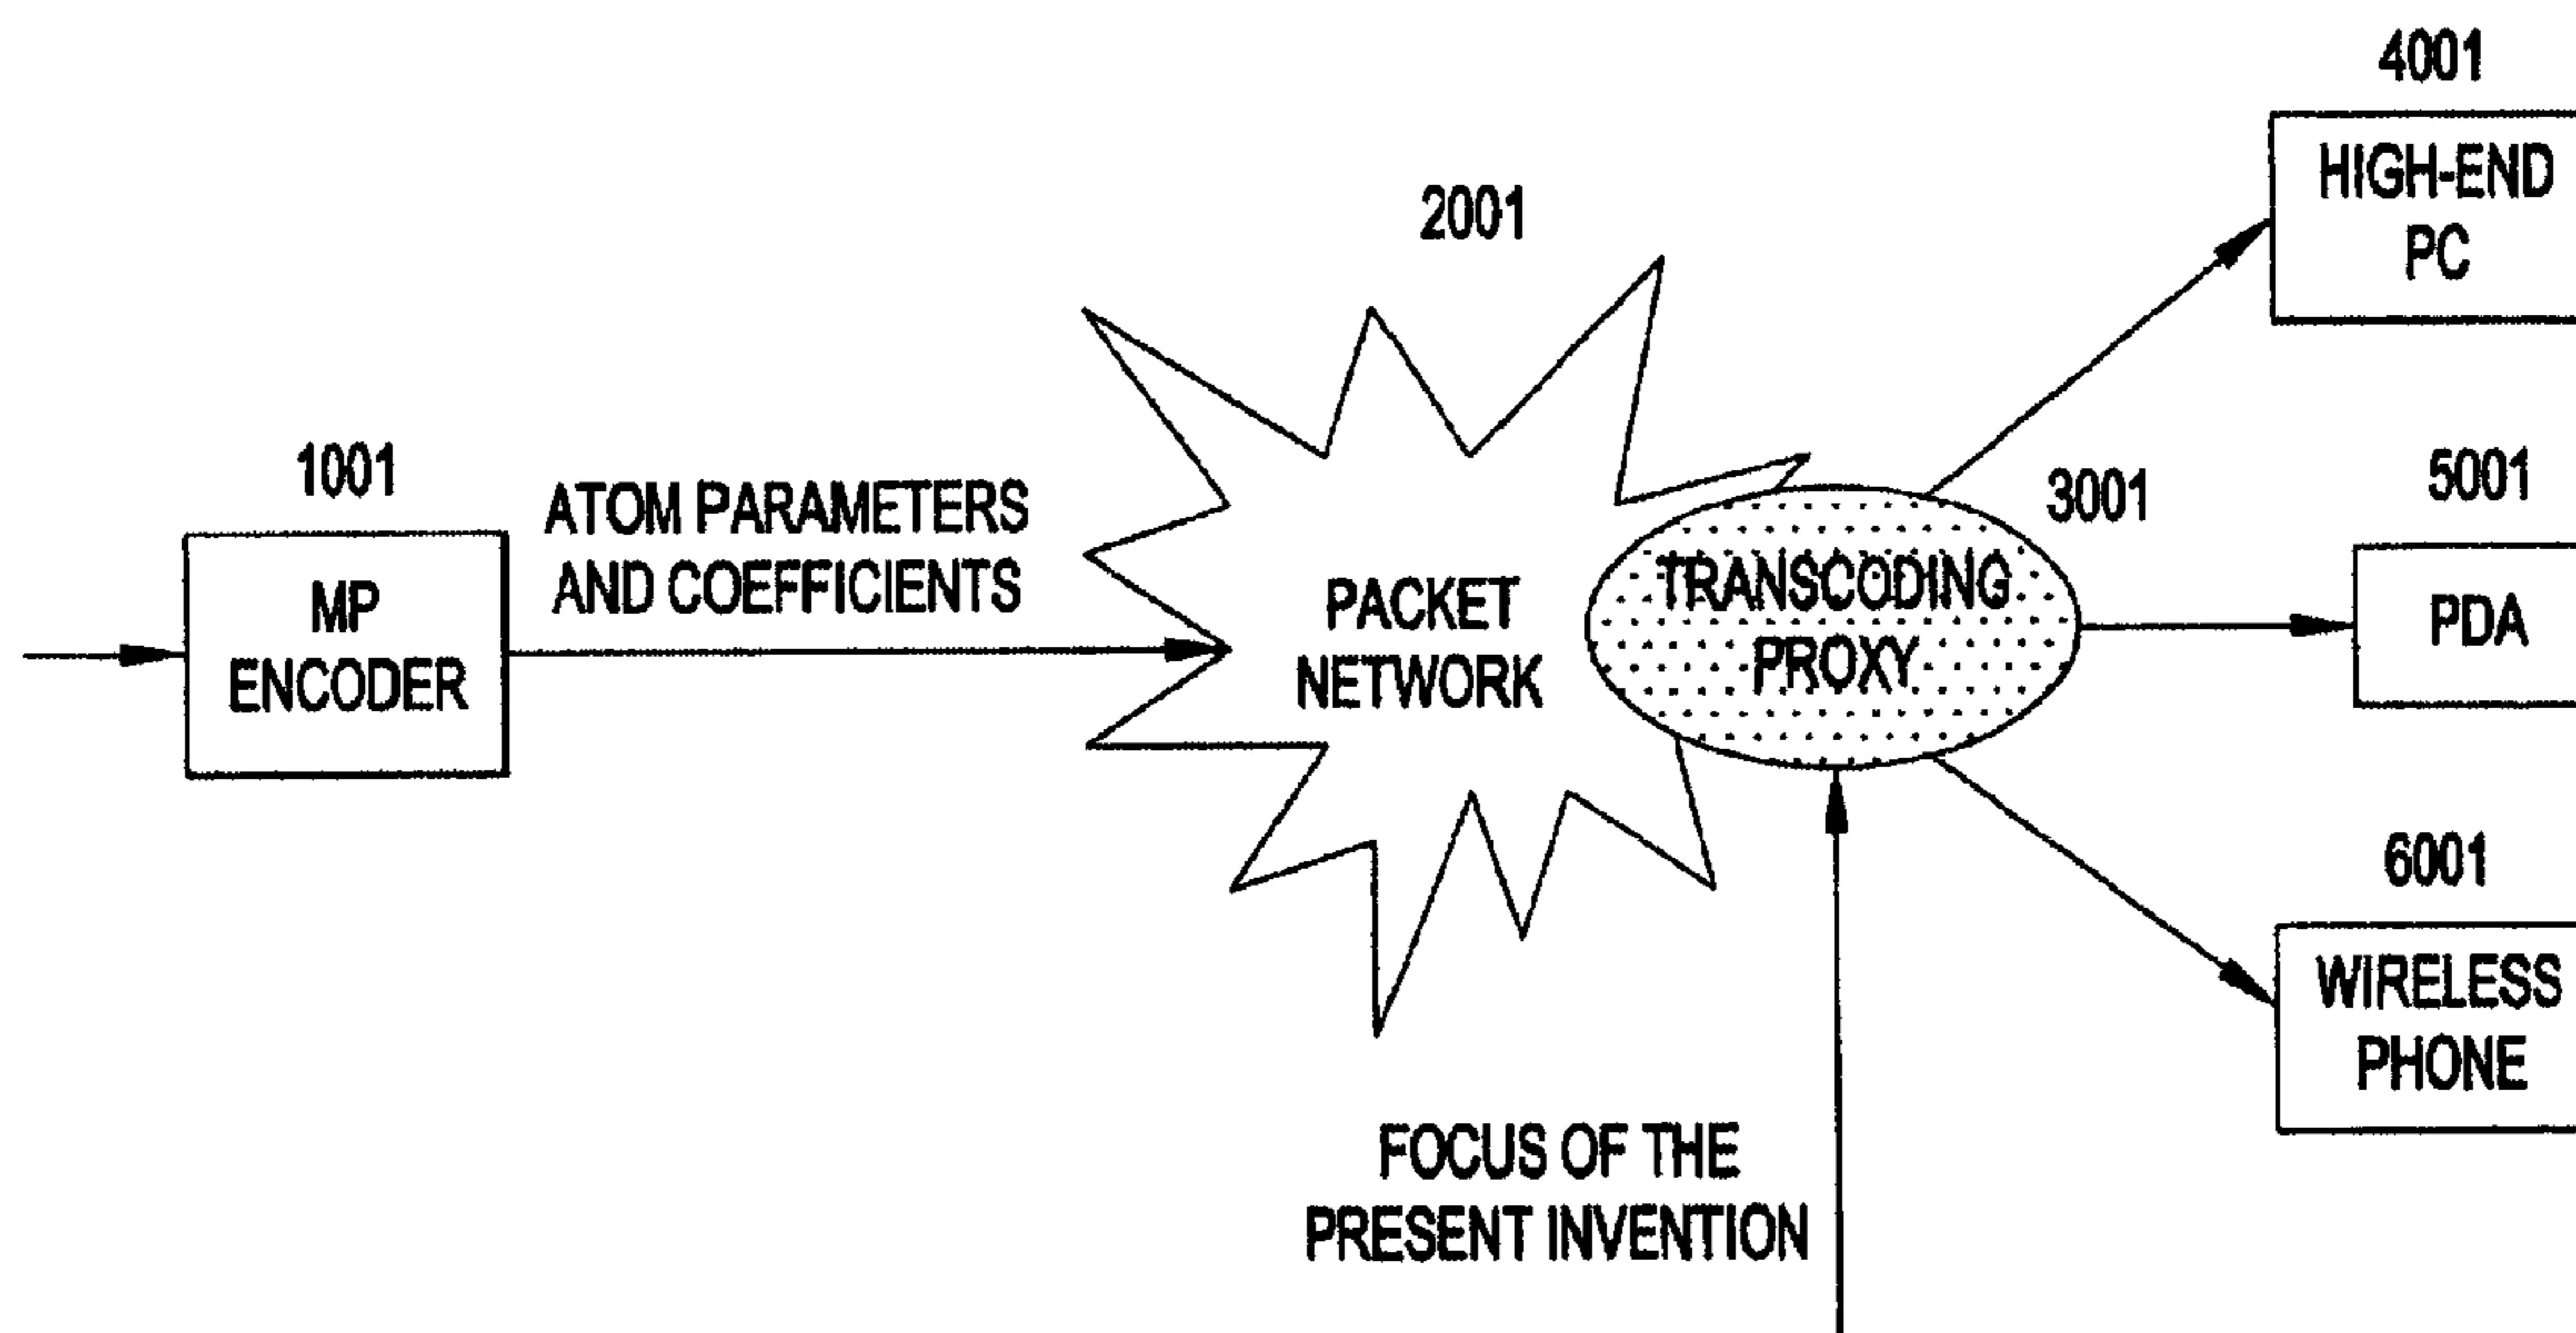 1001
MP
ENCODER
ATOM PARAMETERS
AND COEFFICIENTS
2001
PACKET
NETWORK
3001
TRANSCODING
PROXY
4001
HIGH-END
PC
5001
PDA
6001
WIRELESS
PHONE
FOCUS OF THE
PRESENT INVENTION